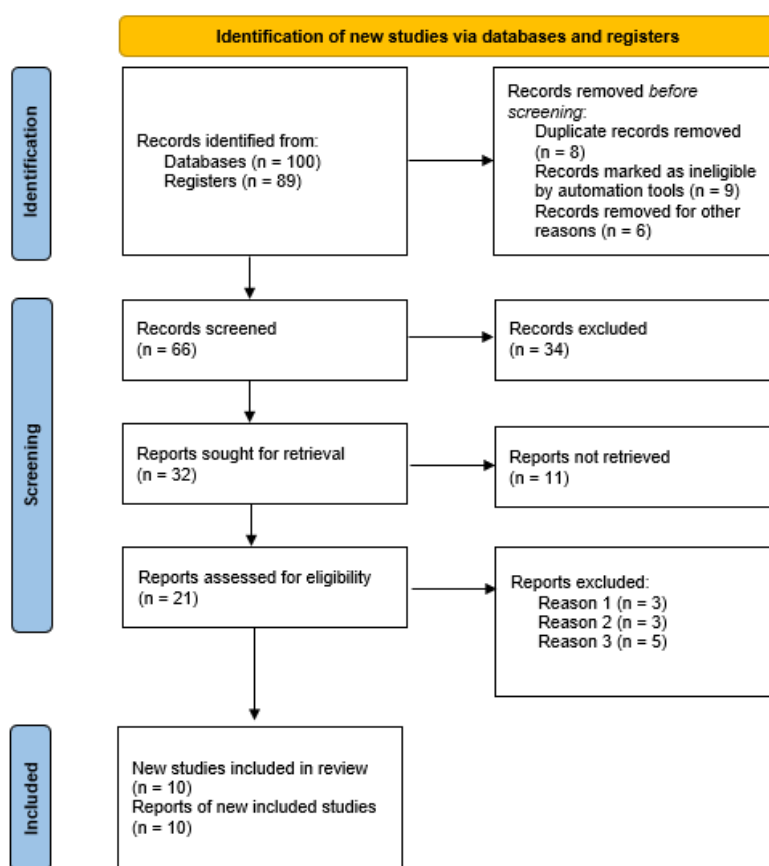 Identification of new studies via databases and registers
Identification
Records identified from:
Databases (n = 100)
Registers (n = 89)
Records removed before
screening:
Duplicate records removed
(n = 8)
Records marked as ineligible
by automation tools (n = 9)
Records removed for other
reasons (n = 6)
Screening
Records screened
(n = 66)
Records excluded
(n = 34)
Reports sought for retrieval
(n = 32)
Reports not retrieved
(n = 11)
Reports assessed for eligibility
(n = 21)
Reports excluded:
Reason 1 (n = 3)
Reason 2 (n = 3)
Reason 3 (n = 5)
Included
New studies included in review
(n = 10)
Reports of new included studies
(n = 10)